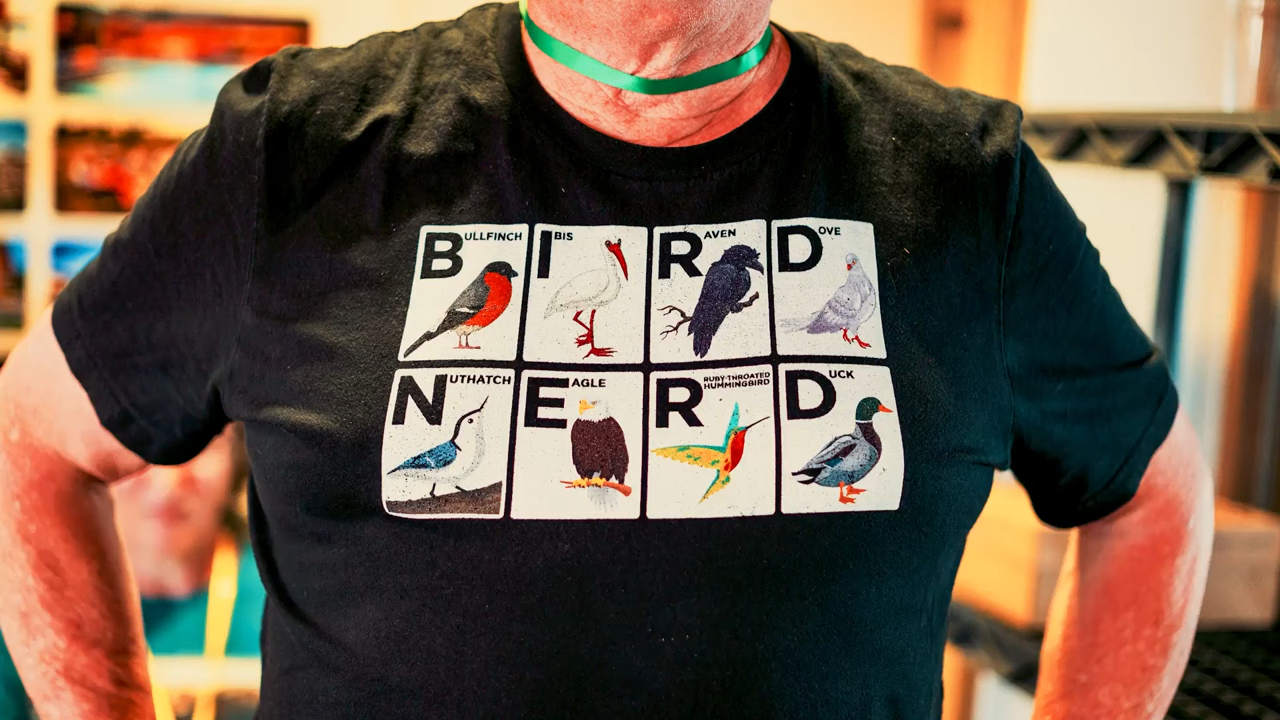 BULLFINCH IBIS RAVEN DOVE
NUTHATCH EAGLE RUBY-THROATED HUMMINGBIRD DUCK